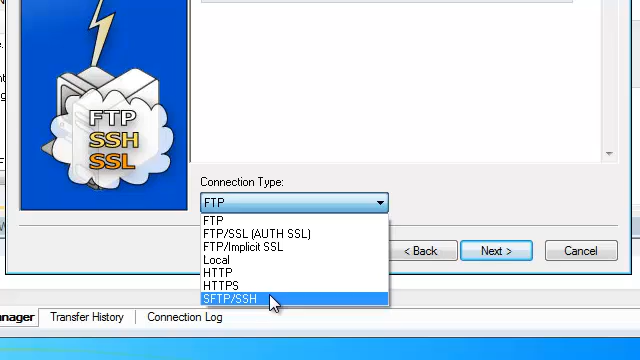 FTP
SSH
SSL
Connection Type:
FTP
FTP
FTP/SSL (AUTH SSL)
FTP/Implicit SSL
Local
HTTP
HTTPS
SFTP/SSH
< Back
Next >
Cancel
anager
Transfer History
Connection Log